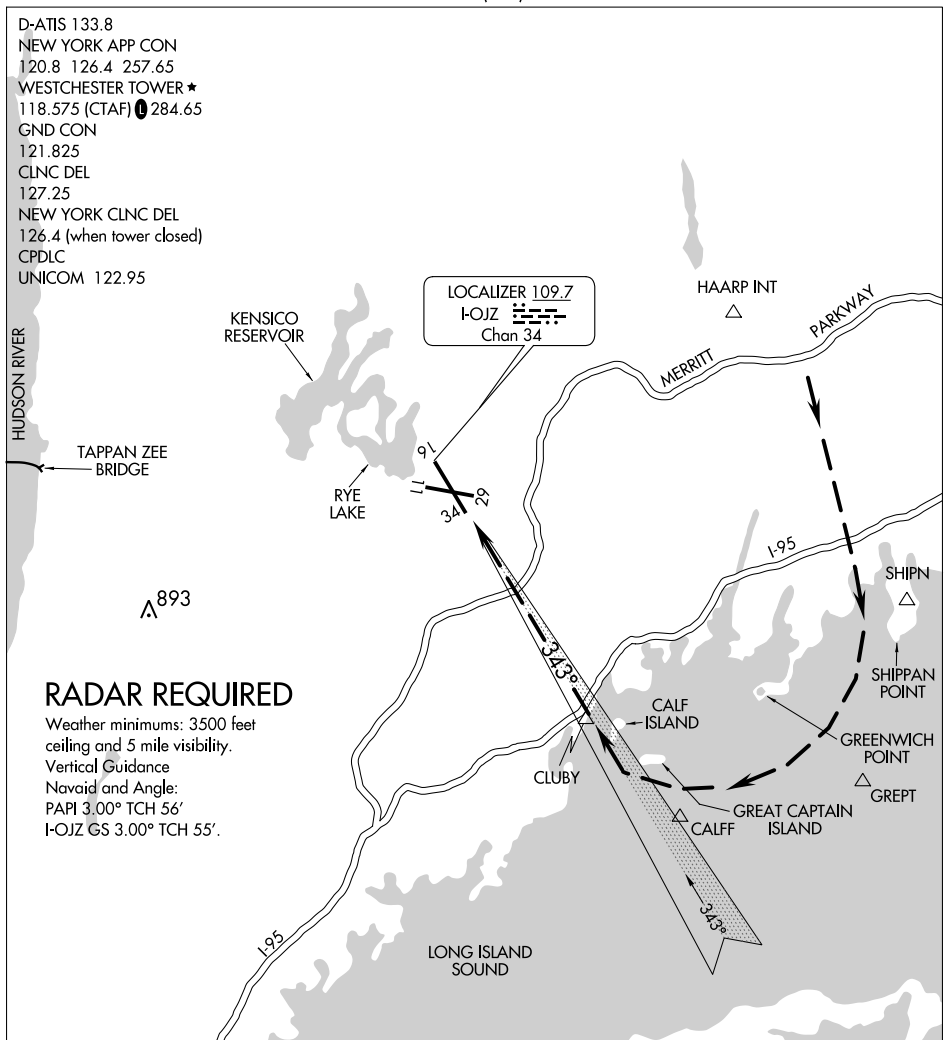 D-ATIS 133.8
NEW YORK APP CON
120.8 126.4 257.65
WESTCHESTER TOWER ★
118.575 (CTAF) L 284.65
GND CON
121.825
CLNC DEL
127.25
NEW YORK CLNC DEL
126.4 (when tower closed)
CPDLC
UNICOM 122.95
LOCALIZER 109.7
I-OJZ
Chan 34
HAARP INT
MERRITT
PARKWAY
KENSICO
RESERVOIR
HUDSON RIVER
TAPPAN ZEE
BRIDGE
RYE
LAKE
16
11
29
34
I-95
SHIPN
893
SHIPPAN
POINT
343°
CALF
ISLAND
GREENWICH
POINT
CLUBY
GREPT
GREAT CAPTAIN
ISLAND
CALFF
RADAR REQUIRED
Weather minimums: 3500 feet
ceiling and 5 mile visibility.
Vertical Guidance
Navaid and Angle:
PAPI 3.00° TCH 56'
I-OJZ GS 3.00° TCH 55'.
343°
I-95
LONG ISLAND
SOUND